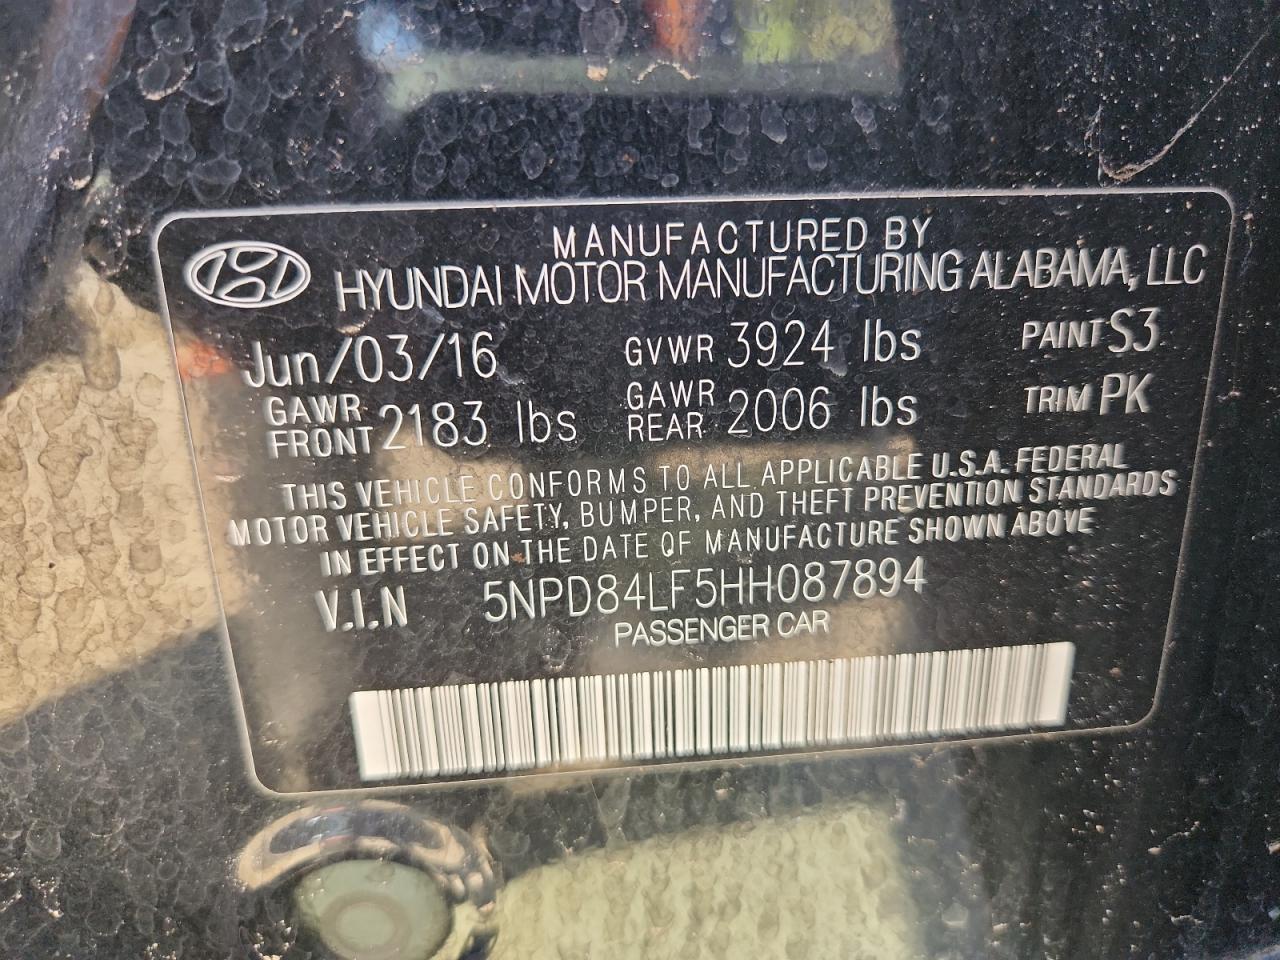 MANUFACTURED BY
HYUNDAI MOTOR MANUFACTURING ALABAMA, LLC
Jun/03/16 GVWR 3924 lbs PAINT S3
GAWR FRONT 2183 lbs GAWR REAR 2006 lbs TRIM PK
THIS VEHICLE CONFORMS TO ALL APPLICABLE U.S.A. FEDERAL
MOTOR VEHICLE SAFETY, BUMPER, AND THEFT PREVENTION STANDARDS
IN EFFECT ON THE DATE OF MANUFACTURE SHOWN ABOVE
V.I.N 5NPD84LF5HH087894
PASSENGER CAR